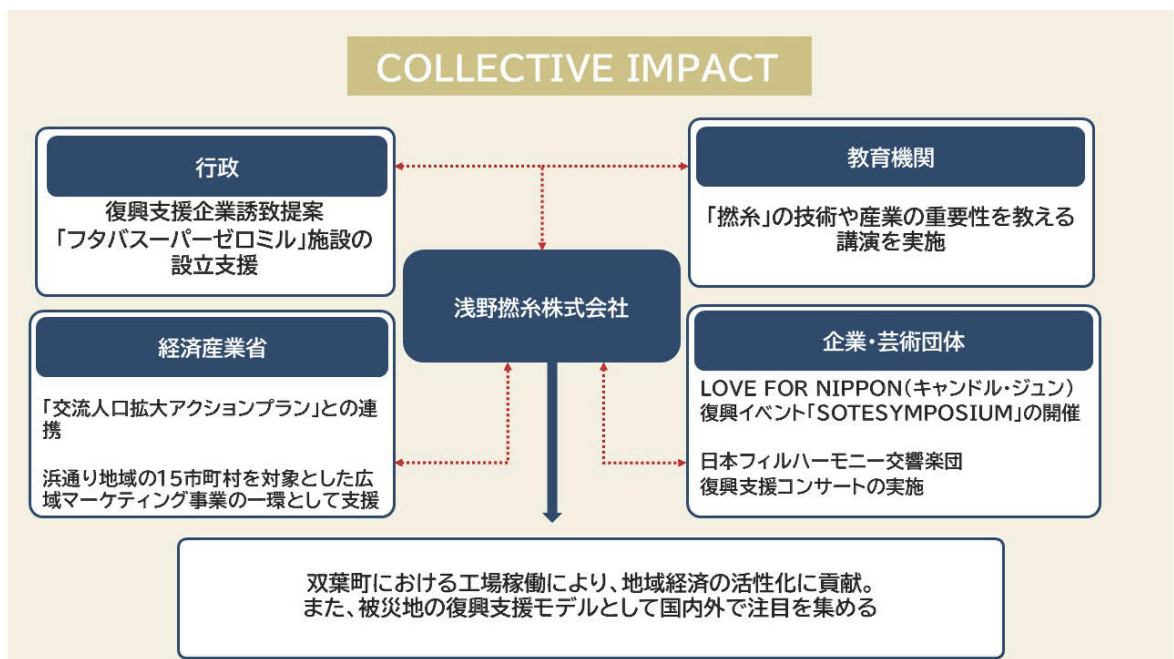 COLLECTIVE IMPACT
行政
復興支援企業誘致提案
「フタバスーパーゼロミル」施設の
設立支援
教育機関
「撚糸」の技術や産業の重要性を教える
講演を実施
浅野撚糸株式会社
経済産業省
「交流人口拡大アクションプラン」との連
携
浜通り地域の15市町村を対象とした広
域マーケティング事業の一環として支援
企業・芸術団体
LOVE FOR NIPPON(キャンドル・ジュン)
復興イベント「SOTESYMPOSIUM」の開催
日本フィルハーモニー交響楽団
復興支援コンサートの実施
双葉町における工場稼働により、地域経済の活性化に貢献。
また、被災地の復興支援モデルとして国内外で注目を集める